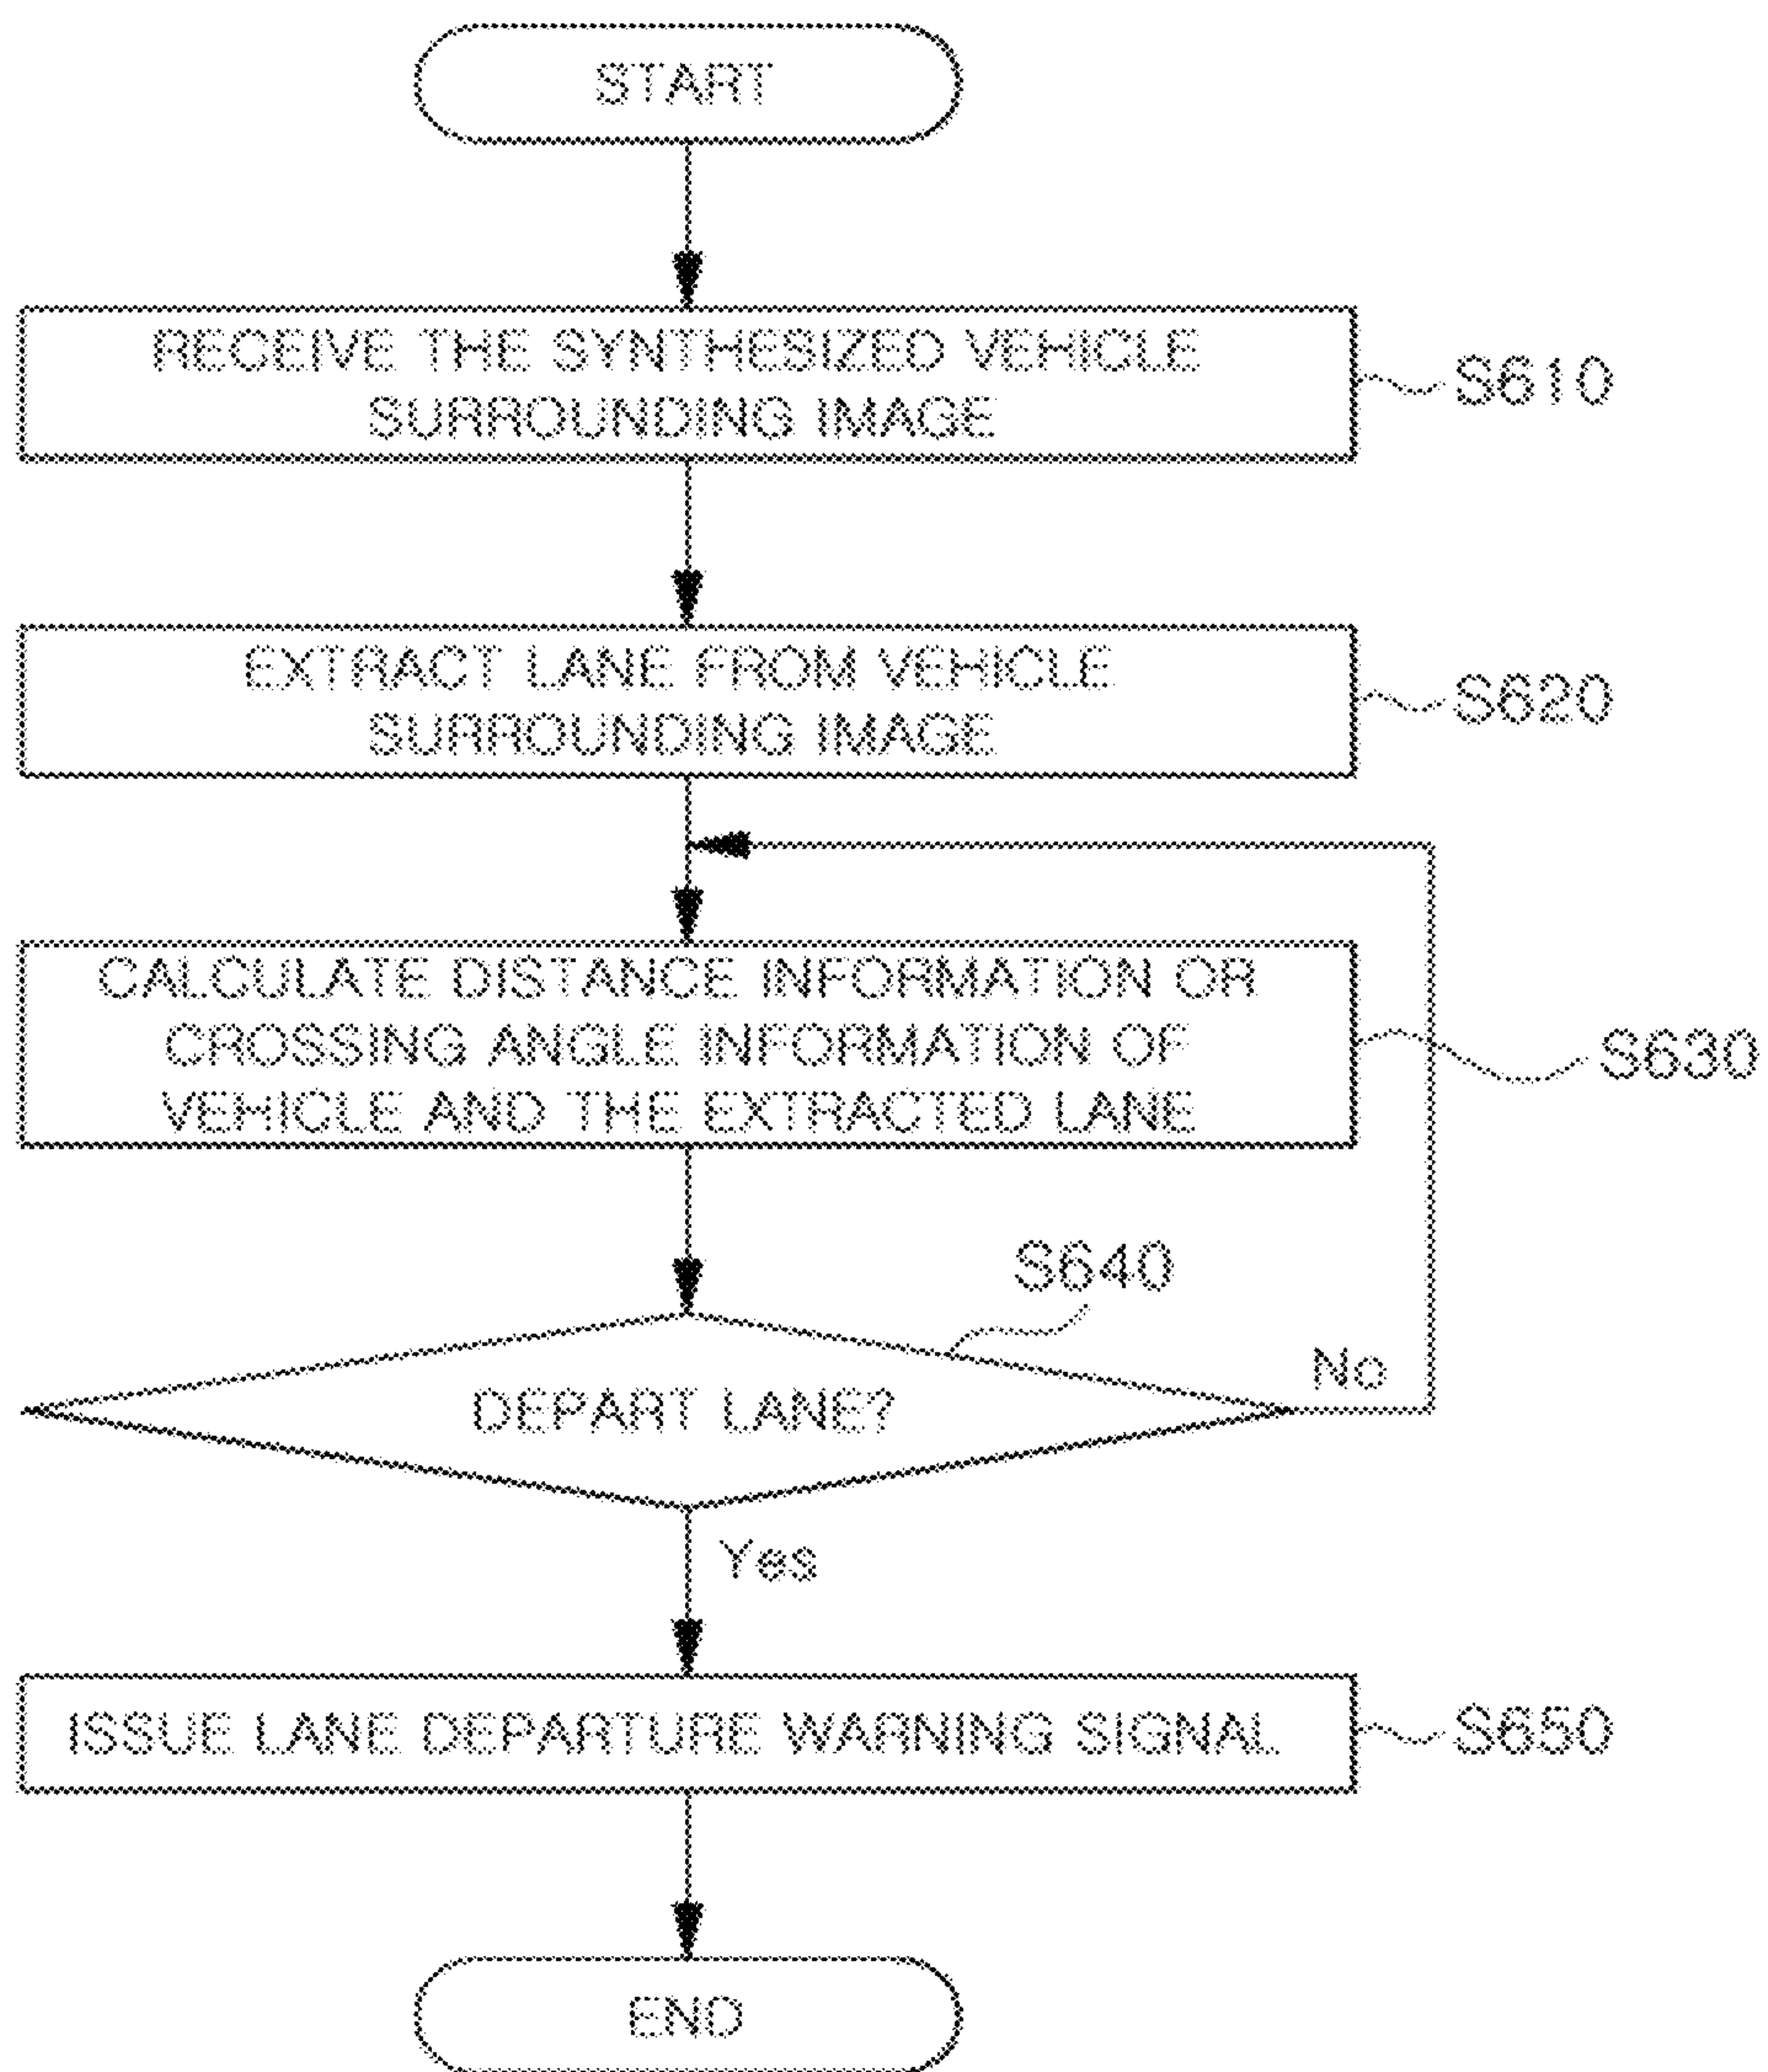 START
RECEIVE THE SYNTHESIZED VEHICLE
SURROUNDING IMAGE
S610
EXTRACT LANE FROM VEHICLE
SURROUNDING IMAGE
S620
CALCULATE DISTANCE INFORMATION OR
CROSSING ANGLE INFORMATION OF
VEHICLE AND THE EXTRACTED LANE
S630
S640
DEPART LANE?
No
Yes
ISSUE LANE DEPARTURE WARNING SIGNAL
S650
END